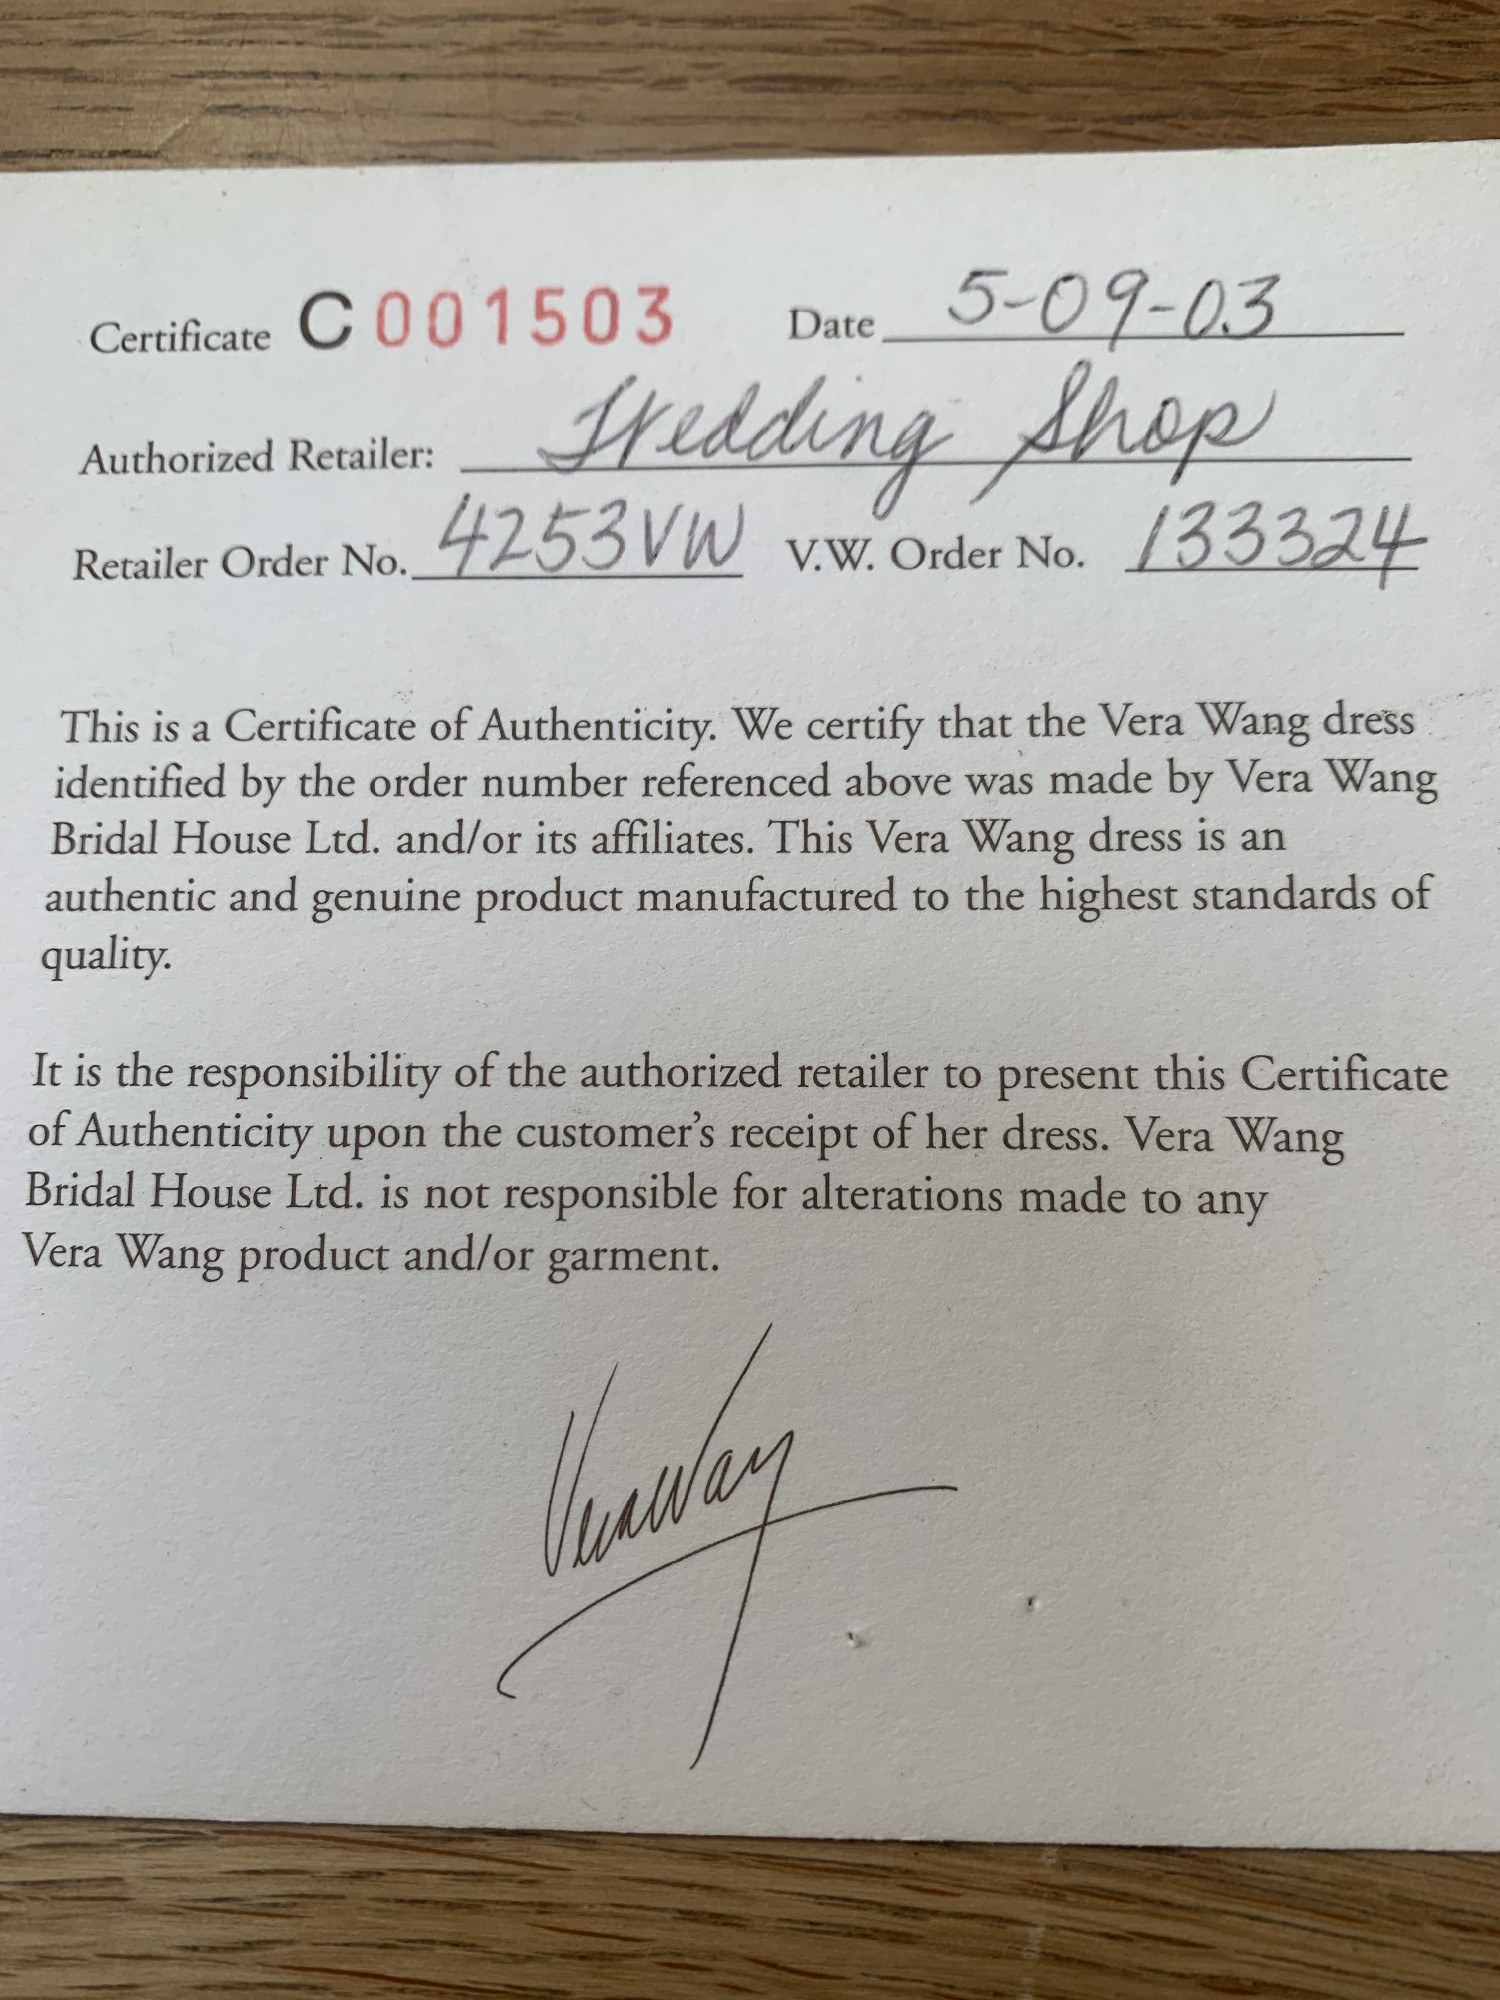 Certificate C 001503 Date 5-09-03
Authorized Retailer: Wedding Shop
Retailer Order No. 4253VW V.W. Order No. 133324
This is a Certificate of Authenticity. We certify that the Vera Wang dress
identified by the order number referenced above was made by Vera Wang
Bridal House Ltd. and/or its affiliates. This Vera Wang dress is an
authentic and genuine product manufactured to the highest standards of
quality.
It is the responsibility of the authorized retailer to present this Certificate
of Authenticity upon the customer's receipt of her dress. Vera Wang
Bridal House Ltd. is not responsible for alterations made to any
Vera Wang product and/or garment.
Vera Wang